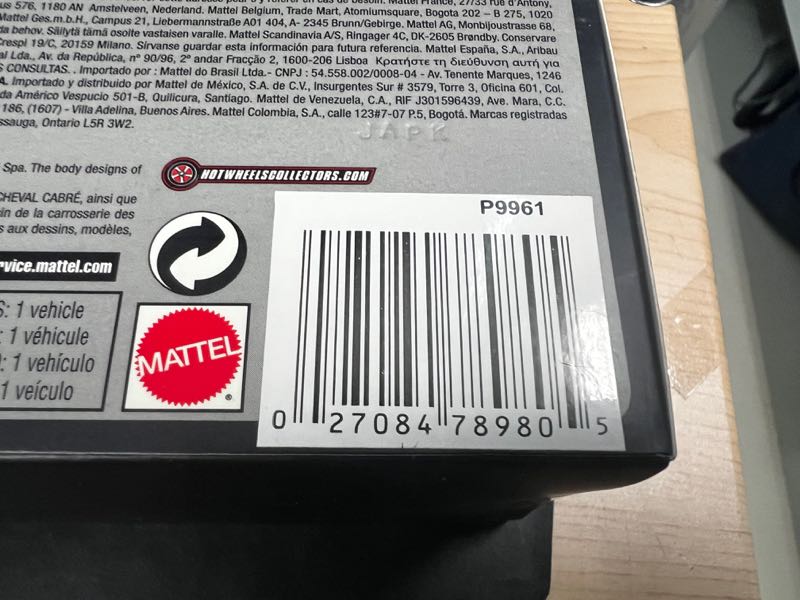 us 576, 1180 AN Amstelveen, Nederland. Mattel Belgium, Trade Mart, Atomiumsquare, Bogota 202 – B 275, 1020
Mattel Ges.m.b.H., Campus 21, Liebermannstraße A01 404, A- 2345 Brunn/Gebirge. Mattel AG, Monbijoustrasse 68,
da behov. Säilytä tämä osoite vastaisen varalle. Mattel Scandinavia A/S, Ringager 4C, DK-2605 Brøndby. Conservare
Crespi 19/C, 20159 Milano. Sírvanse guardar esta información para futura referencia. Mattel España, S.A., Aribau
al Lda., Av. da República, nº 90/96, 2º andar Fracção 2, 1600-206 Lisboa Κρατήστε τη διεύθυνση αυτή για
S CONSULTAS. . Importado por : Mattel do Brasil Ltda.- CNPJ : 54.558.002/0008-04 - Av. Tenente Marques, 1246
A. Importado y distribuido por Mattel de México, S.A. de C.V., Insurgentes Sur # 3579, Torre 3, Oficina 601, Col.
da Américo Vespucio 501-B, Quilicura, Santiago. Mattel de Venezuela, C.A., RIF J301596439, Ave. Mara, C.C.
186, (1607) - Villa Adelina, Buenos Aires. Mattel Colombia, S.A., calle 123#7-07 P.5, Bogotá. Marcas registradas
ssauga, Ontario L5R 3W2.
JAPK
Spa. The body designs of
HOTWHEELSCOLLECTORS.COM
CHEVAL CABRÉ, ainsi que
in de la carrosserie des
s aux dessins, modèles,
P9961
rvice.mattel.com
S: 1 vehicle
: 1 véhicule
): 1 vehículo
1 veículo
MATTEL
®
0 27084 78980 5